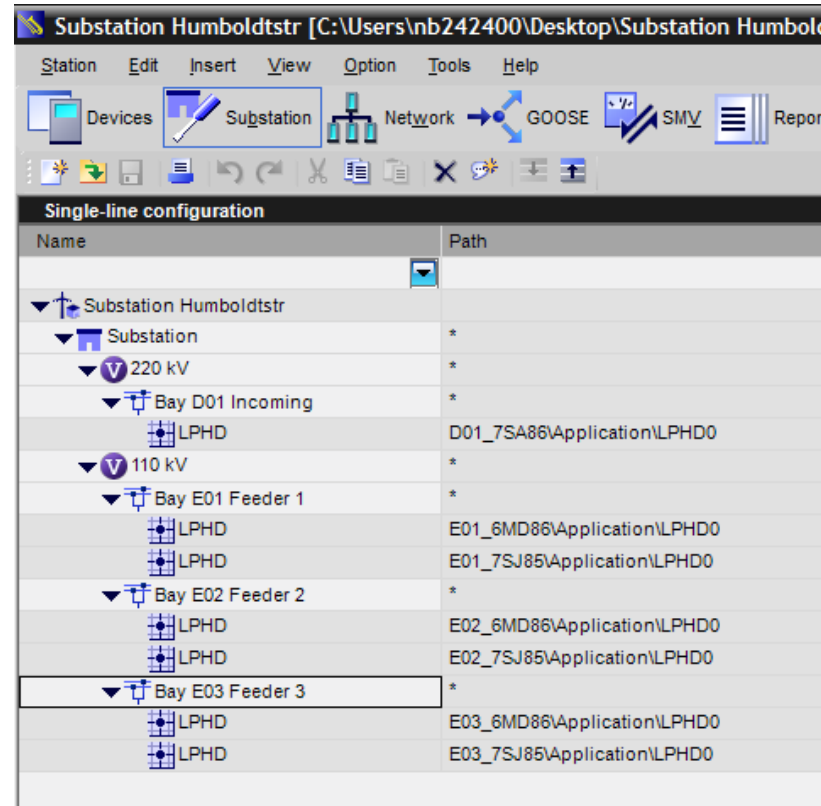 Substation Humboldtstr [C:\Users\nb242400\Desktop\Substation Humbold
Station Edit Insert View Option Tools Help
Devices Substation Network GOOSE SMV Repor
Single-line configuration
Name Path
Substation Humboldtstr
Substation *
V 220 kV *
Bay D01 Incoming *
LPHD D01_7SA86\Application\LPHD0
V 110 kV *
Bay E01 Feeder 1 *
LPHD E01_6MD86\Application\LPHD0
LPHD E01_7SJ85\Application\LPHD0
Bay E02 Feeder 2 *
LPHD E02_6MD86\Application\LPHD0
LPHD E02_7SJ85\Application\LPHD0
Bay E03 Feeder 3 *
LPHD E03_6MD86\Application\LPHD0
LPHD E03_7SJ85\Application\LPHD0